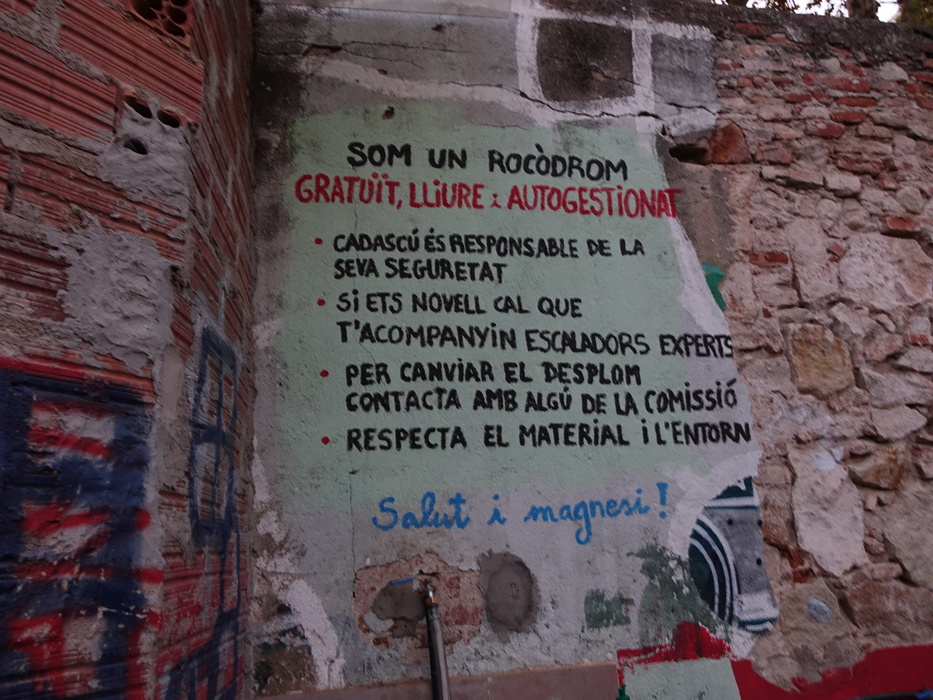 SOM UN ROCÒDROM
GRATUÏT, LLIURE i AUTOGESTIONAT
• CADASCÚ ÉS RESPONSABLE DE LA
SEVA SEGURETAT
• Si ETS NOVELL CAL QUE
T'ACOMPANYIN ESCALADORS EXPERTS
• PER CANVIAR EL DESPLOM
CONTACTA AMB ALGÚ DE LA COMISSIÓ
• RESPECTA EL MATERIAL i L'ENTORN
Salut i magnesi!